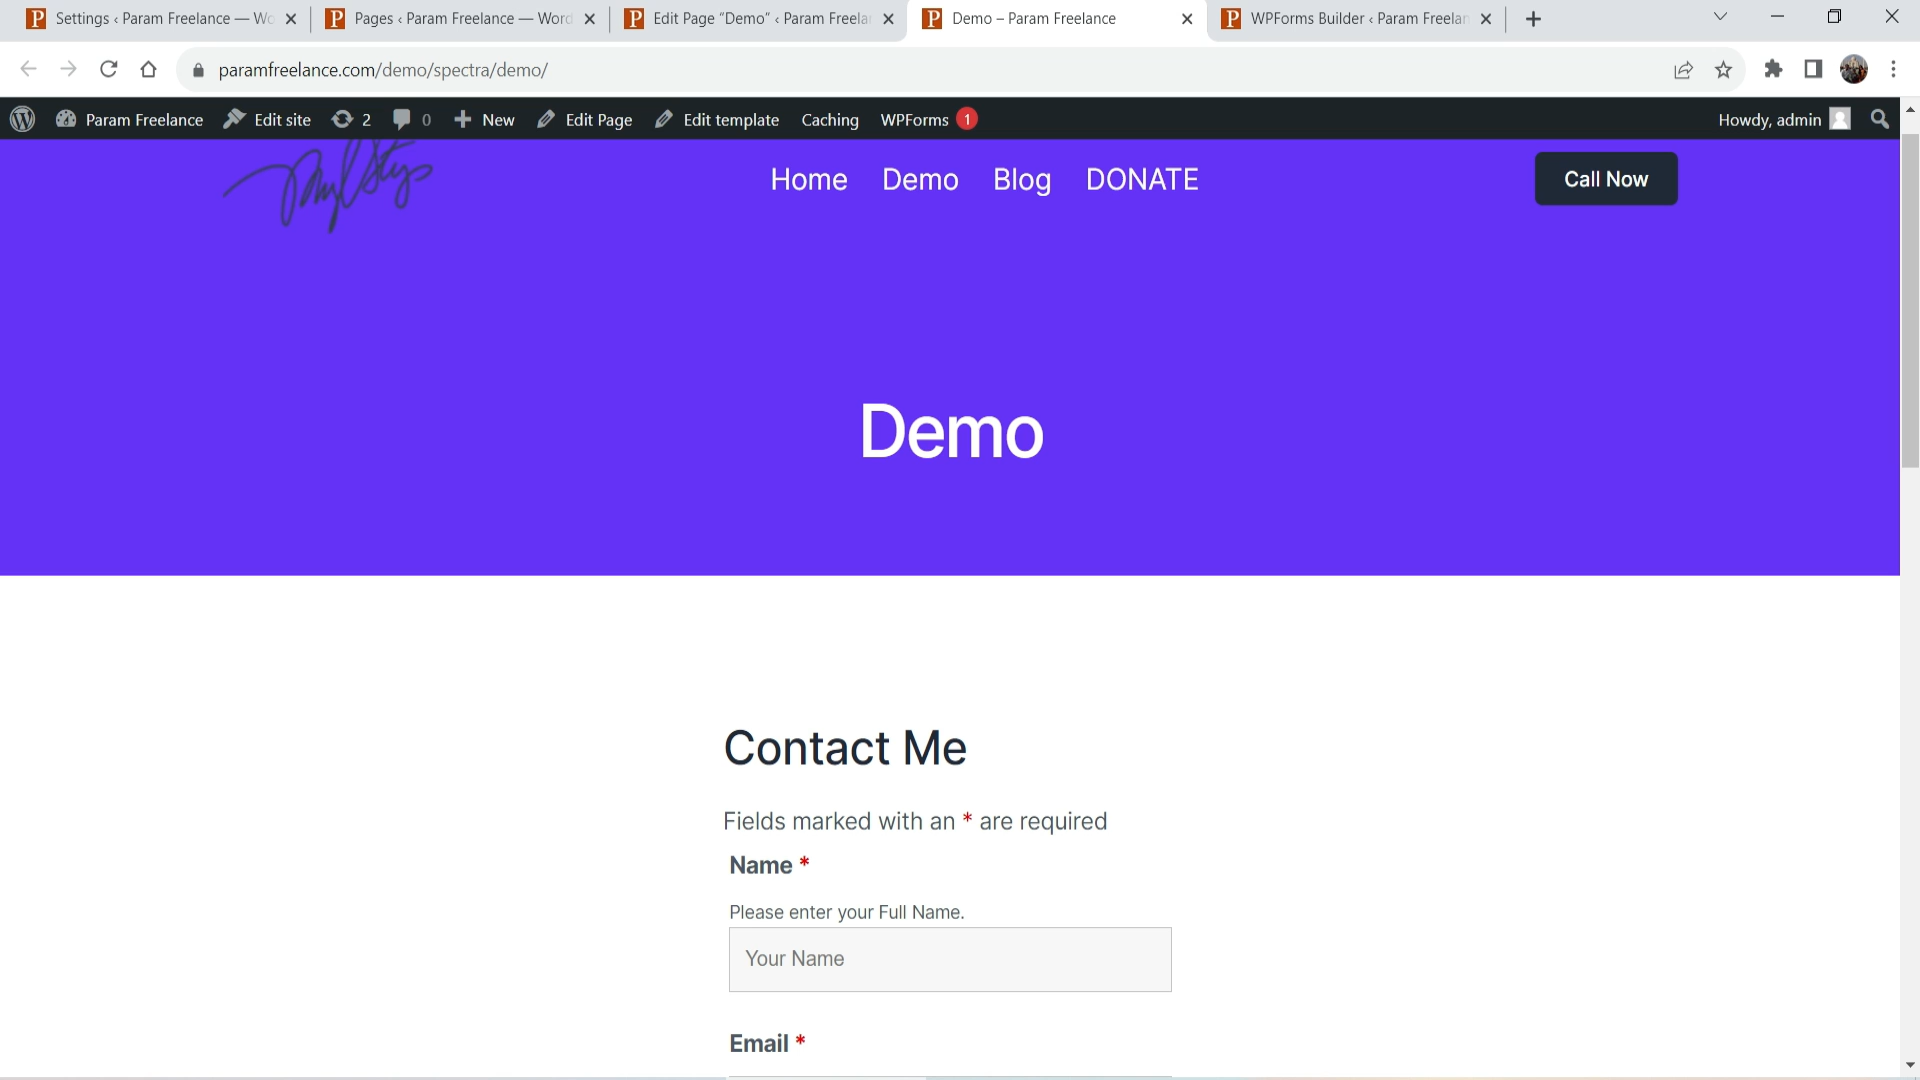 Settings ‹ Param Freelance — Wo
Pages ‹ Param Freelance — Word
Edit Page “Demo” ‹ Param Freela
Demo – Param Freelance
WPForms Builder ‹ Param Freelan
paramfreelance.com/demo/spectra/demo/
Param Freelance Edit site 2 0 New Edit Page Edit template Caching WPForms 1 Howdy, admin
Home Demo Blog DONATE Call Now
Demo
Contact Me
Fields marked with an * are required
Name *
Please enter your Full Name.
Your Name
Email *